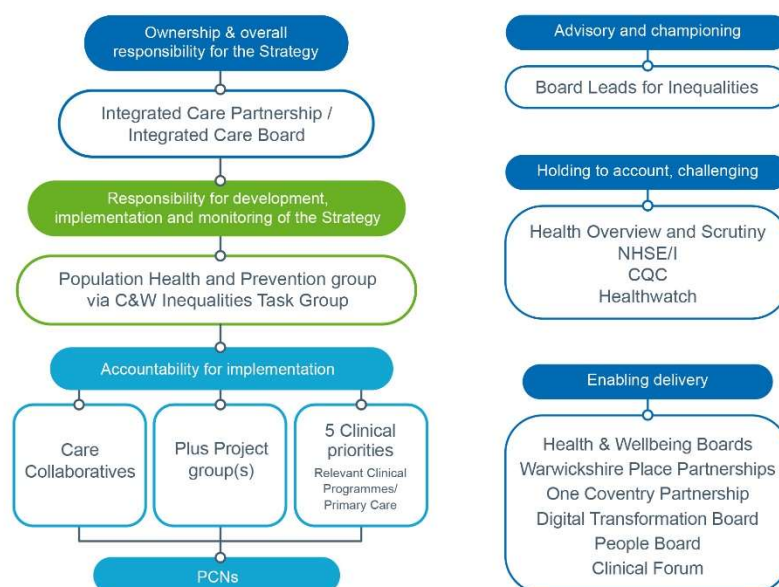 Ownership & overall
responsibility for the Strategy
Integrated Care Partnership /
Integrated Care Board
Responsibility for development,
implementation and monitoring of the Strategy
Population Health and Prevention group
via C&W Inequalities Task Group
Accountability for implementation
Care
Collaboratives
Plus Project
group(s)
5 Clinical
priorities
Relevant Clinical
Programmes/
Primary Care
PCNs
Advisory and championing
Board Leads for Inequalities
Holding to account, challenging
Health Overview and Scrutiny
NHSE/I
CQC
Healthwatch
Enabling delivery
Health & Wellbeing Boards
Warwickshire Place Partnerships
One Coventry Partnership
Digital Transformation Board
People Board
Clinical Forum